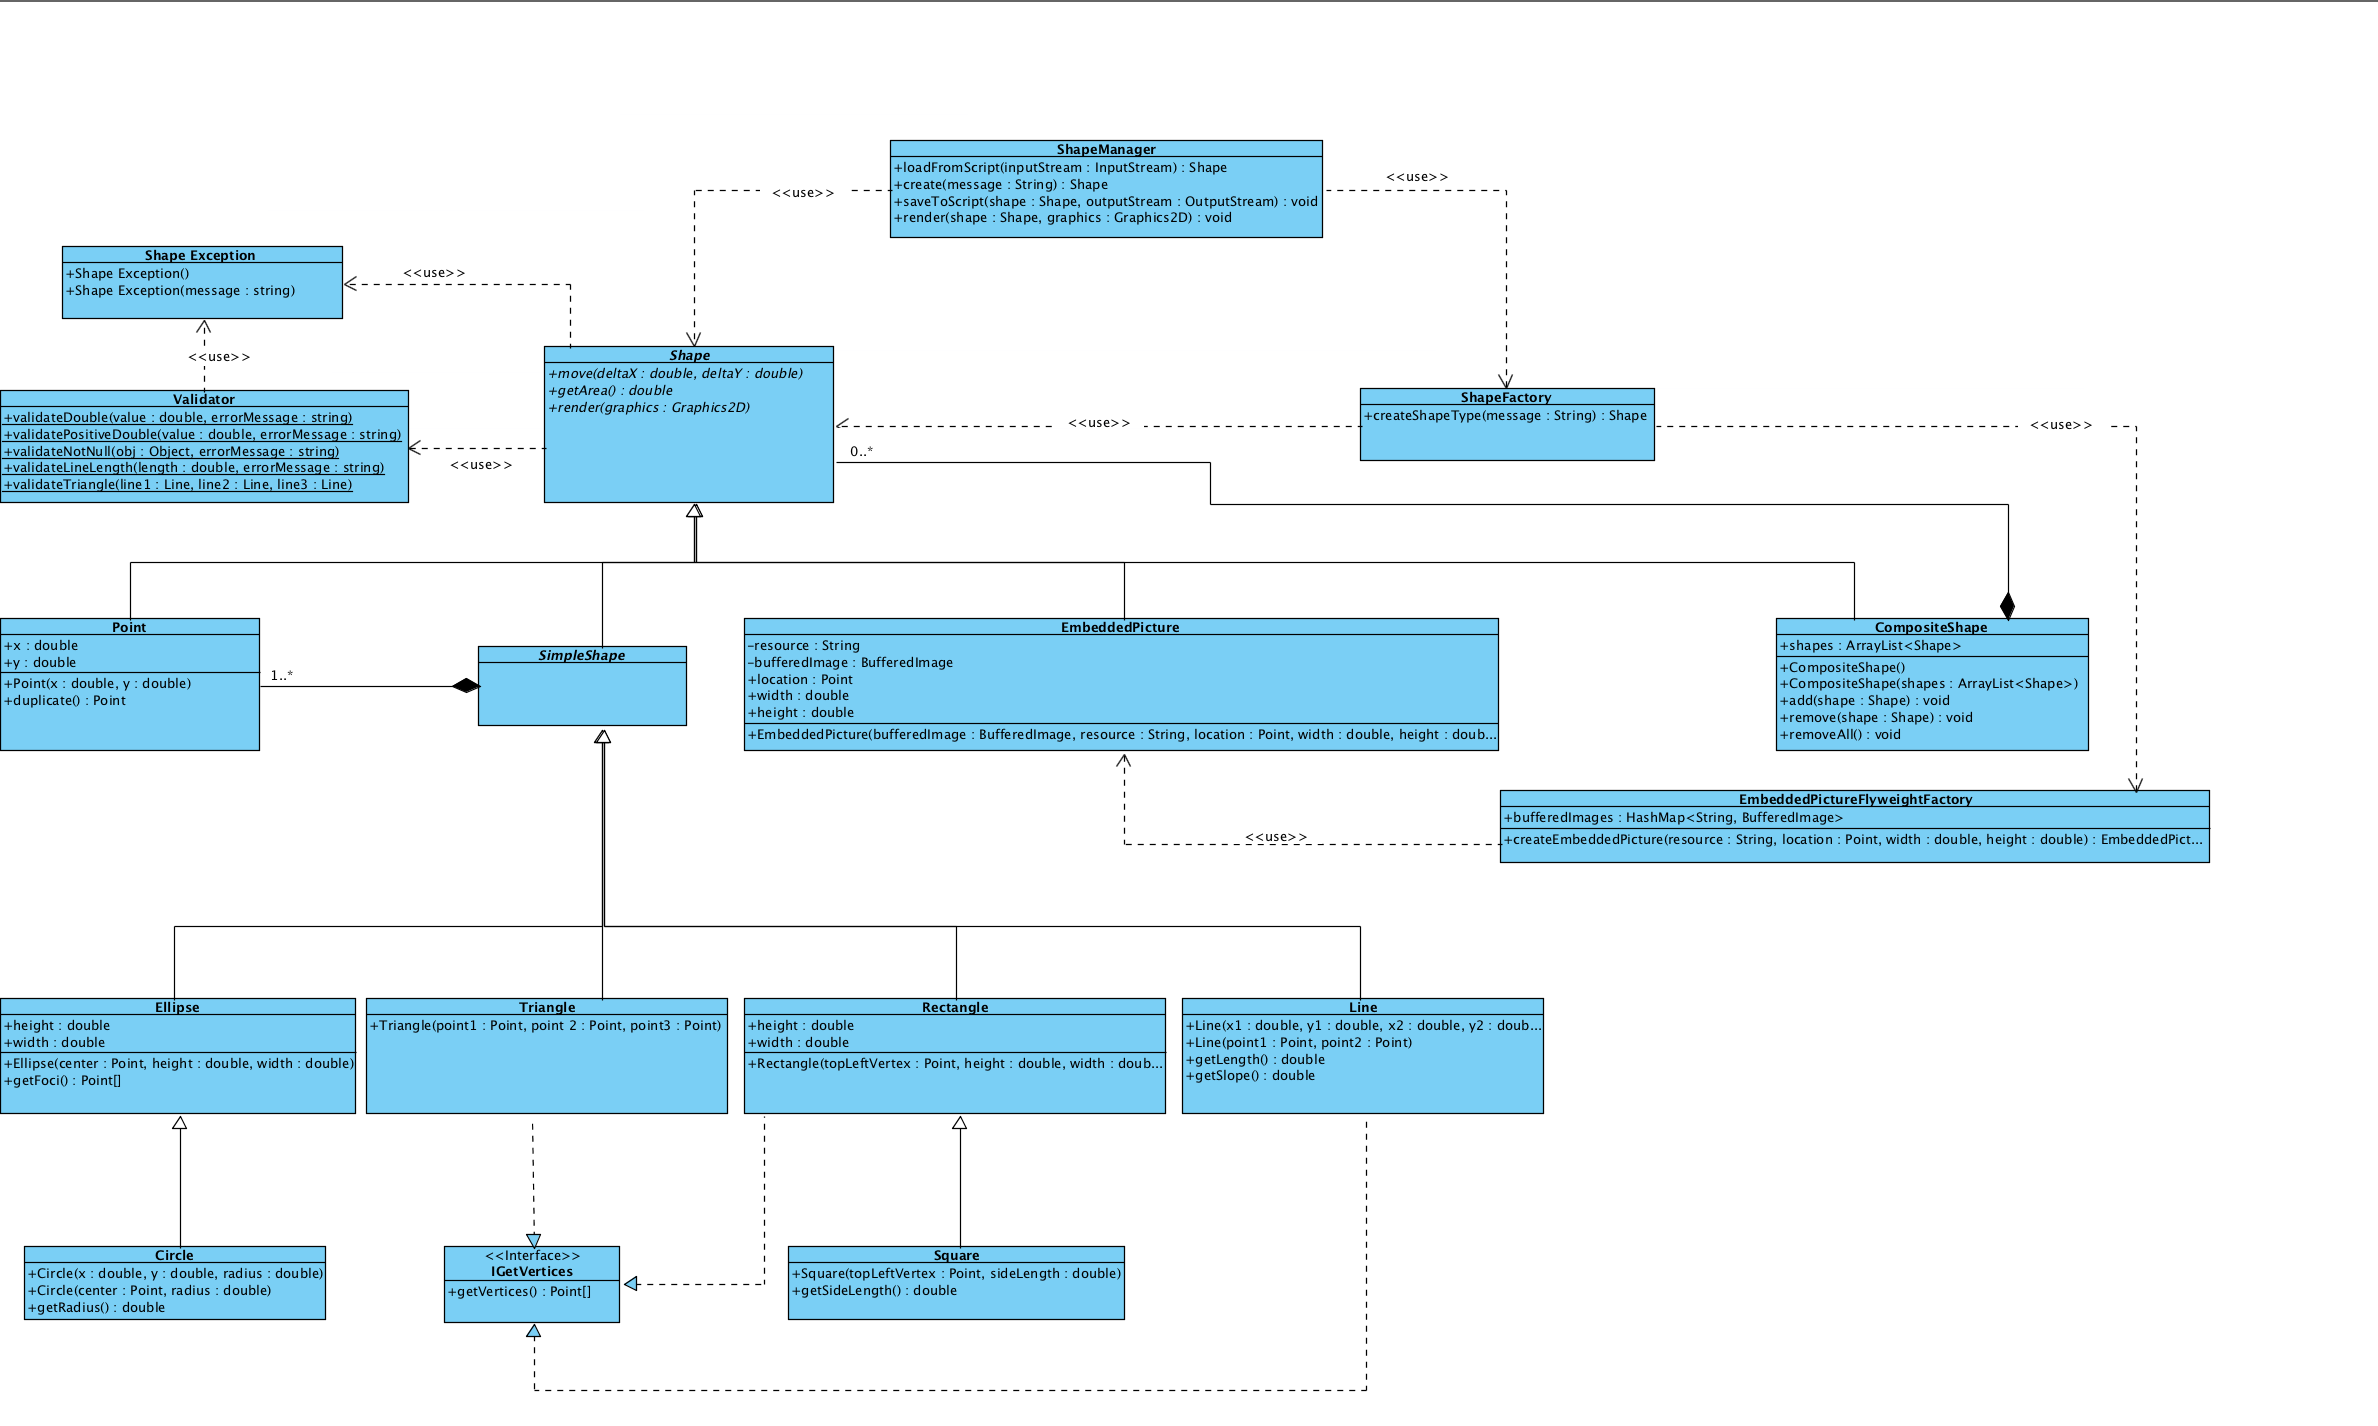 ShapeManager
+loadFromScript(inputStream : InputStream) : Shape
+create(message : String) : Shape
+saveToScript(shape : Shape, outputStream : OutputStream) : void
+render(shape : Shape, graphics : Graphics2D) : void
<<use>>
<<use>>
Shape Exception
+Shape Exception()
+Shape Exception(message : string)
<<use>>
<<use>>
Validator
+validateDouble(value : double, errorMessage : string)
+validatePositiveDouble(value : double, errorMessage : string)
+validateNotNull(obj : Object, errorMessage : string)
+validateLineLength(length : double, errorMessage : string)
+validateTriangle(line1 : Line, line2 : Line, line3 : Line)
<<use>>
Shape
+move(deltaX : double, deltaY : double)
+getArea() : double
+render(graphics : Graphics2D)
<<use>>
0..*
ShapeFactory
+createShapeType(message : String) : Shape
<<use>>
Point
+x : double
+y : double
+Point(x : double, y : double)
+duplicate() : Point
1..*
SimpleShape
EmbeddedPicture
-resource : String
-bufferedImage : BufferedImage
+location : Point
+width : double
+height : double
+EmbeddedPicture(bufferedImage : BufferedImage, resource : String, location : Point, width : double, height : doub...
CompositeShape
+shapes : ArrayList<Shape>
+CompositeShape()
+CompositeShape(shapes : ArrayList<Shape>)
+add(shape : Shape) : void
+remove(shape : Shape) : void
+removeAll() : void
<<use>>
EmbeddedPictureFlyweightFactory
+bufferedImages : HashMap<String, BufferedImage>
+createEmbeddedPicture(resource : String, location : Point, width : double, height : double) : EmbeddedPict...
Ellipse
+height : double
+width : double
+Ellipse(center : Point, height : double, width : double)
+getFoci() : Point[]
Triangle
+Triangle(point1 : Point, point 2 : Point, point3 : Point)
Rectangle
+height : double
+width : double
+Rectangle(topLeftVertex : Point, height : double, width : doub...
Line
+Line(x1 : double, y1 : double, x2 : double, y2 : doub...
+Line(point1 : Point, point2 : Point)
+getLength() : double
+getSlope() : double
Circle
+Circle(x : double, y : double, radius : double)
+Circle(center : Point, radius : double)
+getRadius() : double
<<Interface>>
IGetVertices
+getVertices() : Point[]
Square
+Square(topLeftVertex : Point, sideLength : double)
+getSideLength() : double